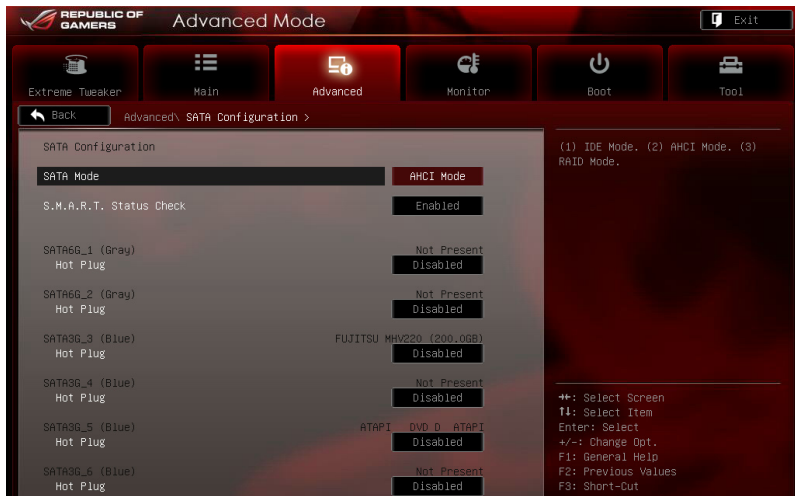 REPUBLIC OF
GAMERS
Advanced Mode
Exit
Extreme Tweaker
Main
Advanced
Monitor
Boot
Tool
Back
Advanced\ SATA Configuration >
SATA Configuration
SATA Mode AHCI Mode
S.M.A.R.T. Status Check Enabled
SATA6G_1 (Gray) Not Present
Hot Plug Disabled
SATA6G_2 (Gray) Not Present
Hot Plug Disabled
SATA3G_3 (Blue) FUJITSU MHV220 (200.0GB)
Hot Plug Disabled
SATA3G_4 (Blue) Not Present
Hot Plug Disabled
SATA3G_5 (Blue) ATAPI DVD D ATAPI
Hot Plug Disabled
SATA3G_6 (Blue) Not Present
Hot Plug Disabled
(1) IDE Mode. (2) AHCI Mode. (3)
RAID Mode.
→←: Select Screen
↑↓: Select Item
Enter: Select
+/-: Change Opt.
F1: General Help
F2: Previous Values
F3: Short-Cut